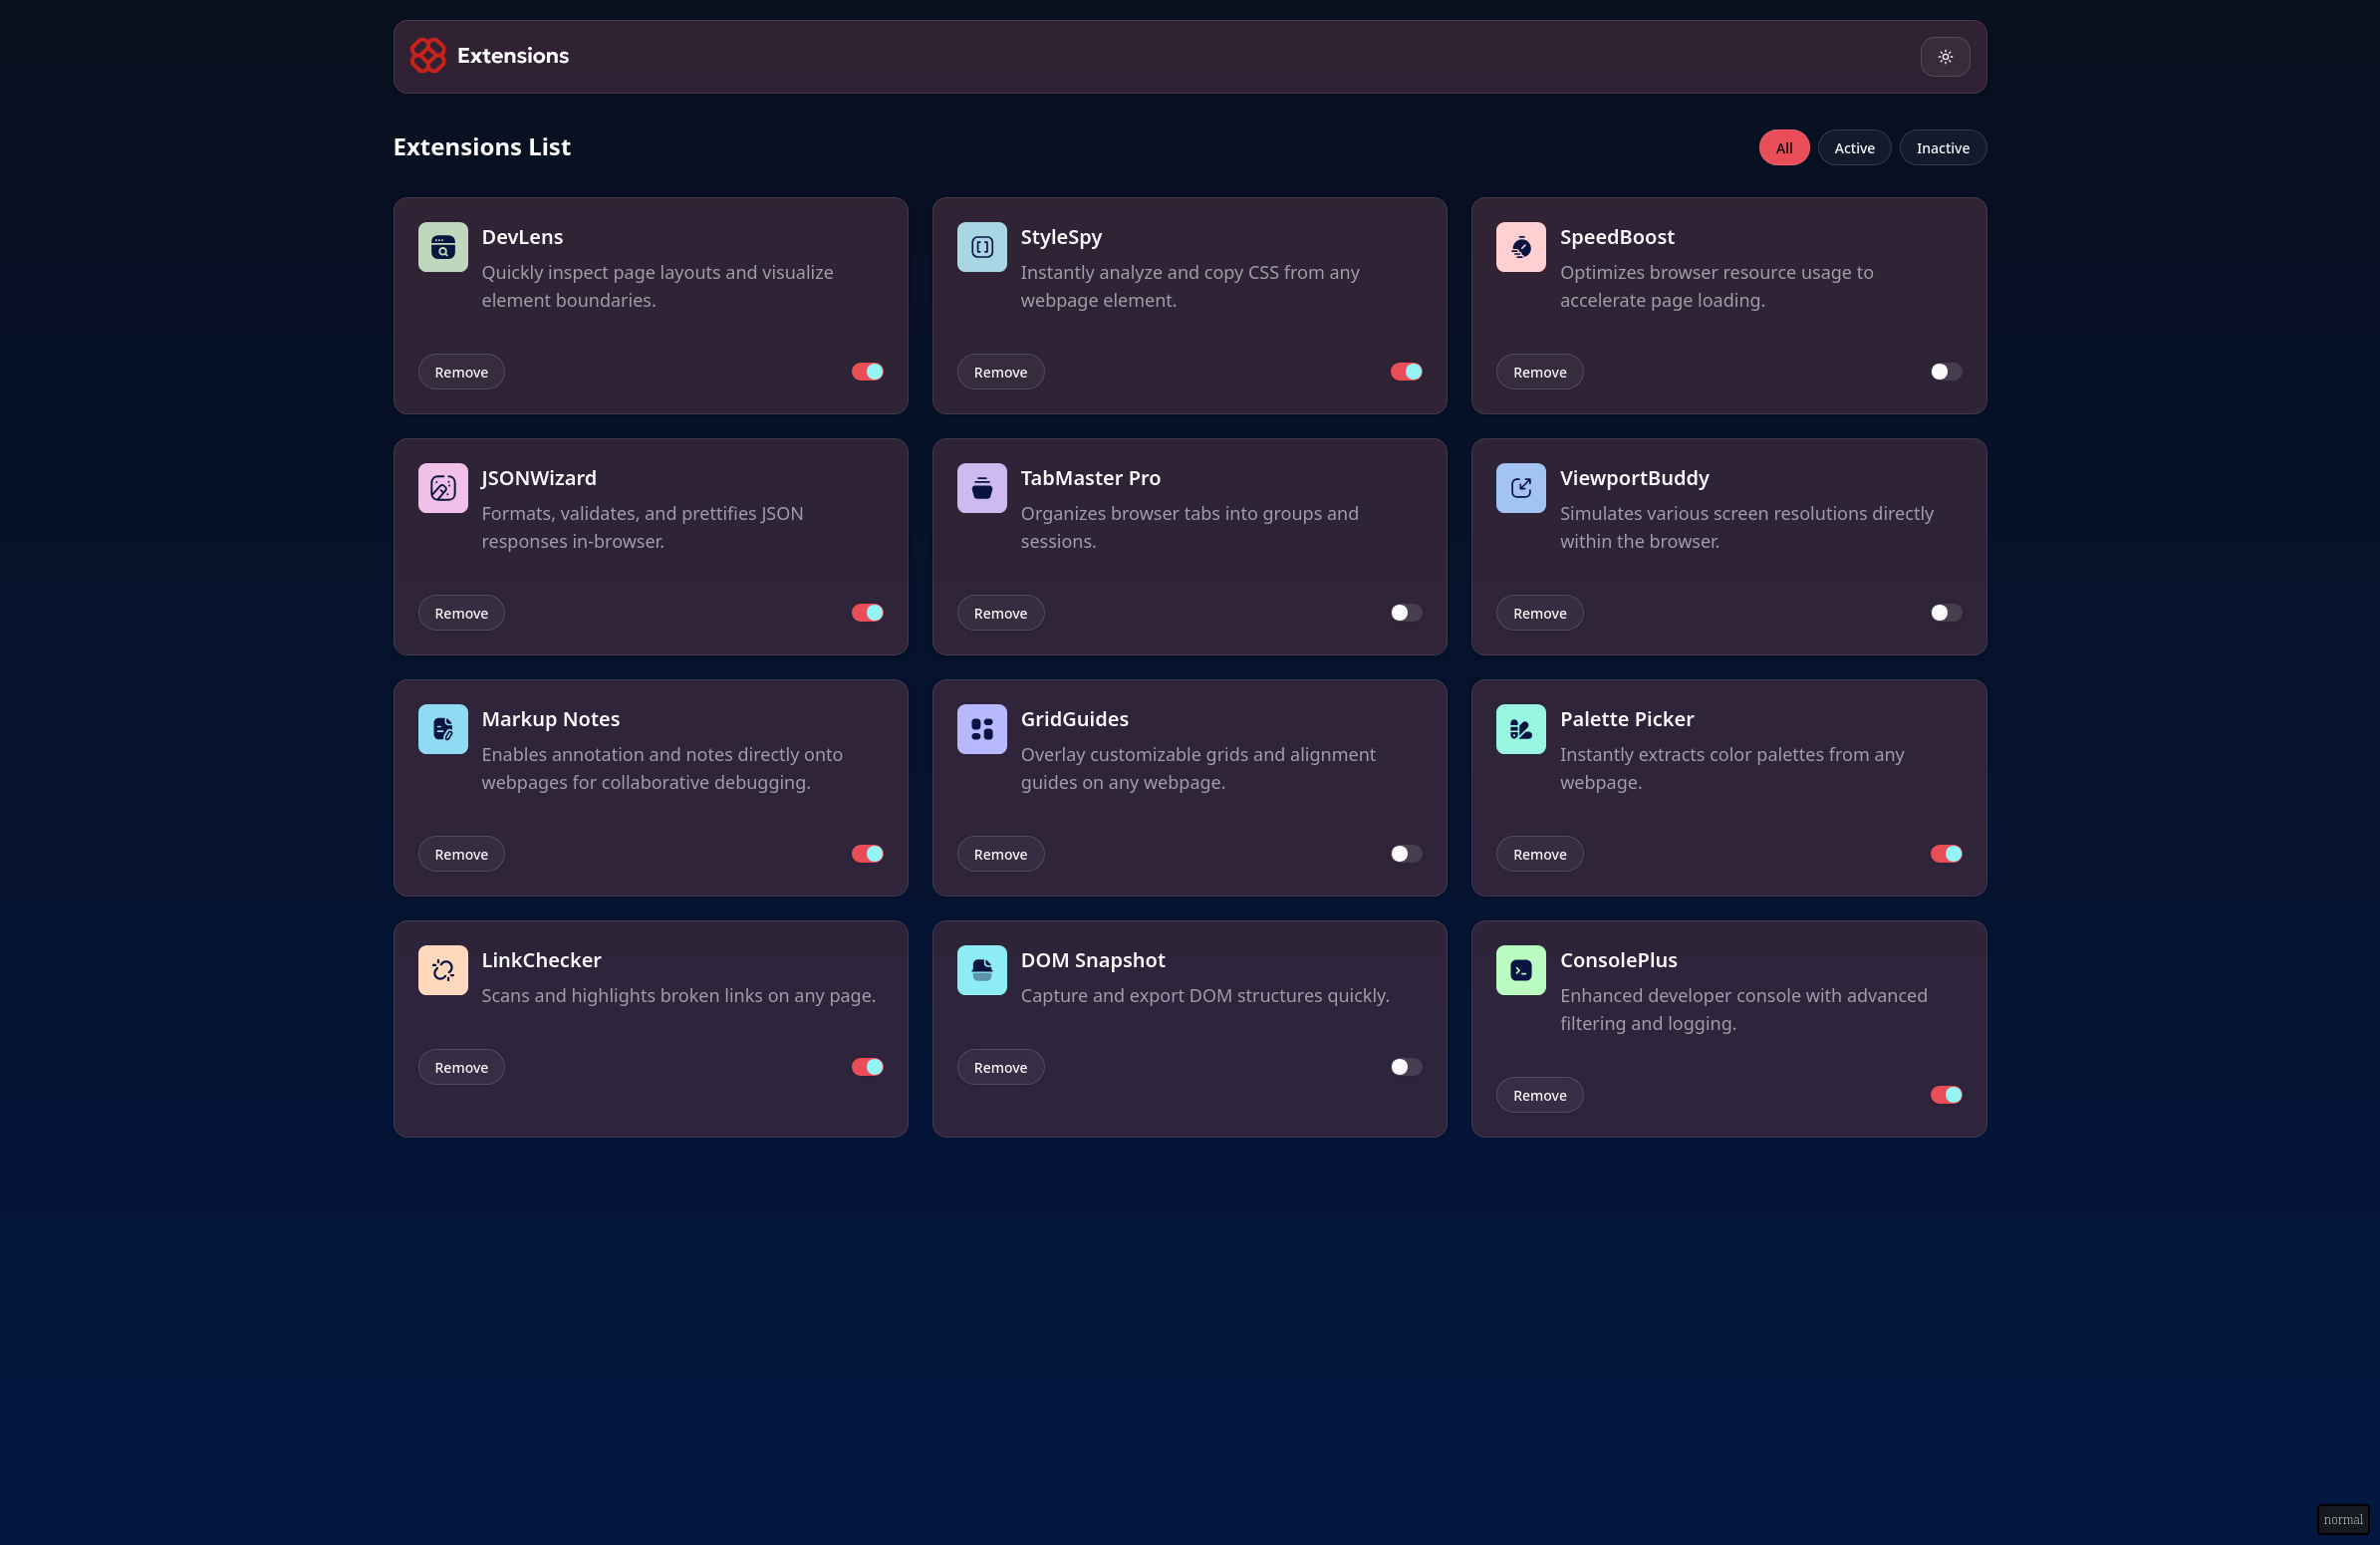 Extensions
Extensions List
All
Active
Inactive
DevLens
Quickly inspect page layouts and visualize
element boundaries.
Remove
StyleSpy
Instantly analyze and copy CSS from any
webpage element.
Remove
SpeedBoost
Optimizes browser resource usage to
accelerate page loading.
Remove
JSONWizard
Formats, validates, and prettifies JSON
responses in-browser.
Remove
TabMaster Pro
Organizes browser tabs into groups and
sessions.
Remove
ViewportBuddy
Simulates various screen resolutions directly
within the browser.
Remove
Markup Notes
Enables annotation and notes directly onto
webpages for collaborative debugging.
Remove
GridGuides
Overlay customizable grids and alignment
guides on any webpage.
Remove
Palette Picker
Instantly extracts color palettes from any
webpage.
Remove
LinkChecker
Scans and highlights broken links on any page.
Remove
DOM Snapshot
Capture and export DOM structures quickly.
Remove
ConsolePlus
Enhanced developer console with advanced
filtering and logging.
Remove
normal